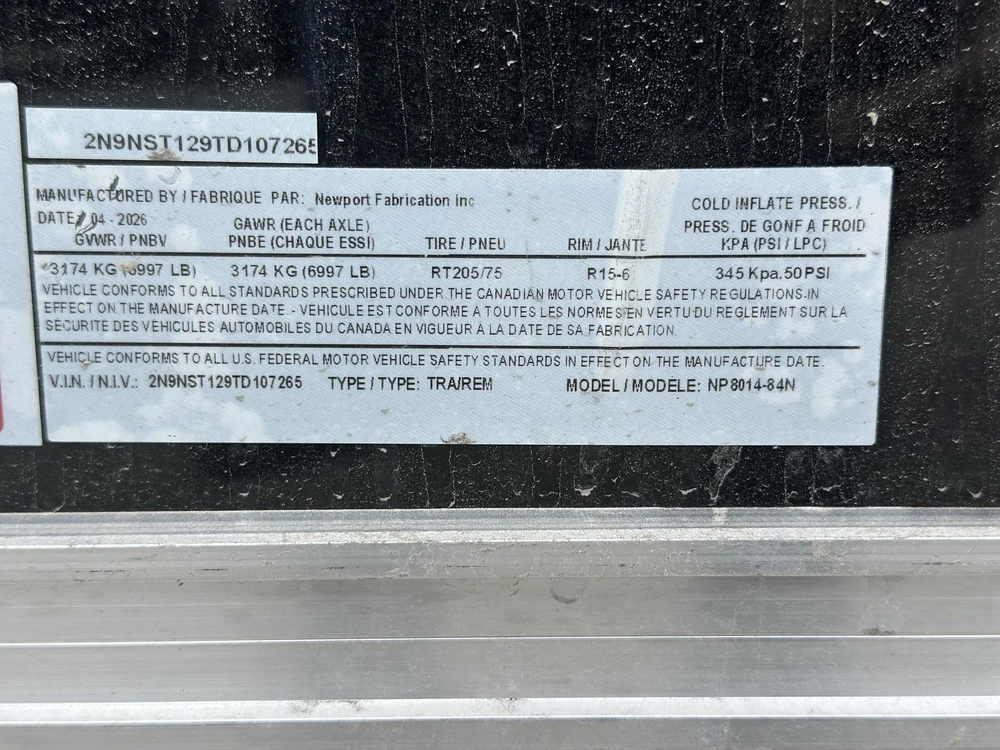 2N9NST129TD107265
MANUFACTURED BY / FABRIQUE PAR: Newport Fabrication Inc
DATE: 04 - 2026
GVWR / PNBV GAWR (EACH AXLE) PNBE (CHAQUE ESSI) TIRE / PNEU RIM / JANTE COLD INFLATE PRESS. / PRESS. DE GONF A FROID KPA (PSI / LPC)
3174 KG (6997 LB) 3174 KG (6997 LB) RT205/75 R15-6 345 Kpa.50PSI
VEHICLE CONFORMS TO ALL STANDARDS PRESCRIBED UNDER THE CANADIAN MOTOR VEHICLE SAFETY REGULATIONS.IN
EFFECT ON THE MANUFACTURE DATE. - VEHICULE EST CONFORME A TOUTES LES NORMES EN VERTU DU REGLEMENT SUR LA
SECURITE DES VEHICULES AUTOMOBILES DU CANADA EN VIGUEUR A LA DATE DE SA FABRICATION.
VEHICLE CONFORMS TO ALL U.S. FEDERAL MOTOR VEHICLE SAFETY STANDARDS IN EFFECT ON THE MANUFACTURE DATE.
V.I.N. / N.I.V.: 2N9NST129TD107265 TYPE / TYPE: TRA/REM MODEL / MODELE: NP8014-84N